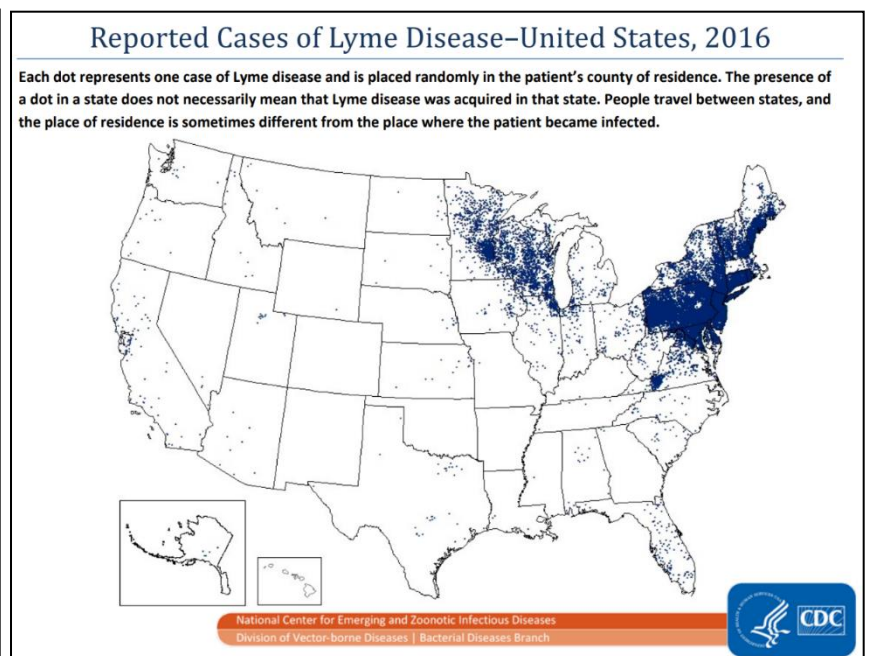 Reported Cases of Lyme Disease–United States, 2016
Each dot represents one case of Lyme disease and is placed randomly in the patient’s county of residence. The presence of
a dot in a state does not necessarily mean that Lyme disease was acquired in that state. People travel between states, and
the place of residence is sometimes different from the place where the patient became infected.
National Center for Emerging and Zoonotic Infectious Diseases
Division of Vector-borne Diseases | Bacterial Diseases Branch
CDC